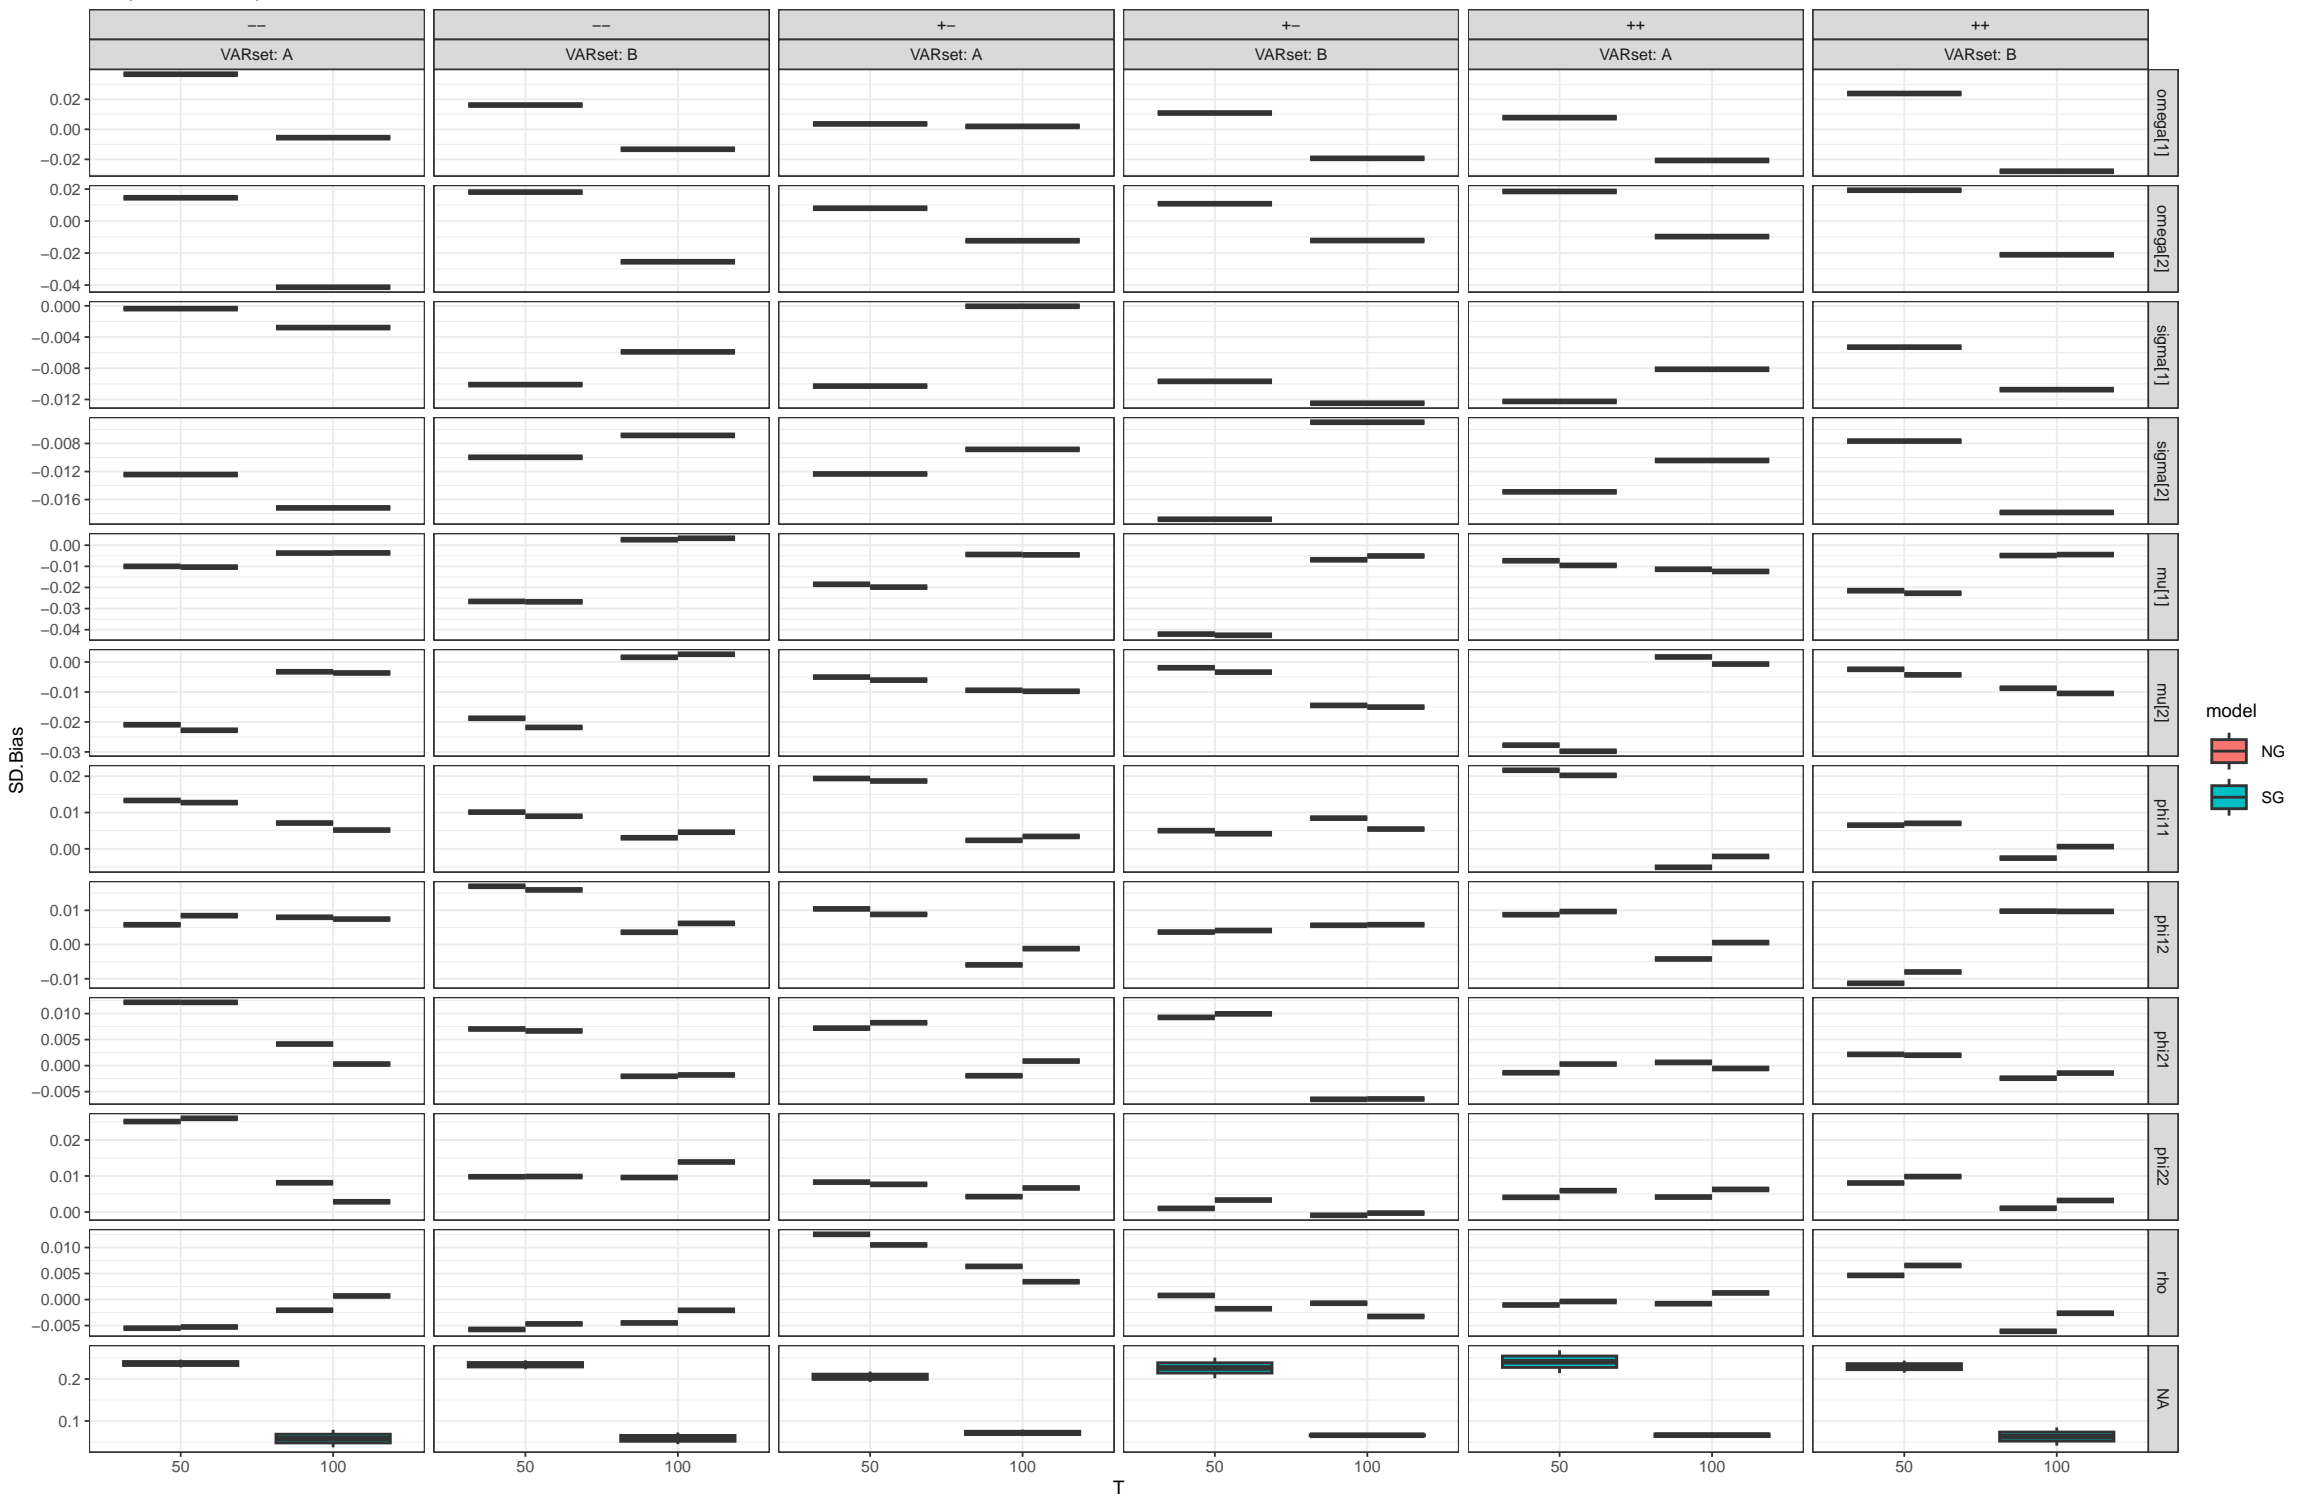 −− −− +− +− ++ ++
VARset: A VARset: B VARset: A VARset: B VARset: A VARset: B
0.02
0.00
−0.02
omega[1]
0.02
0.00
−0.02
−0.04
omega[2]
0.000
−0.004
−0.008
−0.012
sigma[1]
−0.008
−0.012
−0.016
sigma[2]
0.00
−0.01
−0.02
−0.03
−0.04
mu[1]
0.00
−0.01
−0.02
−0.03
mu[2]
0.02
0.01
0.00
phi11
0.01
0.00
−0.01
phi12
0.010
0.005
0.000
−0.005
phi21
0.02
0.01
0.00
phi22
0.010
0.005
0.000
−0.005
rho
0.2
0.1
NA
50 100 50 100 50 100 50 100 50 100 50 100
T
SD.Bias
model
NG
SG